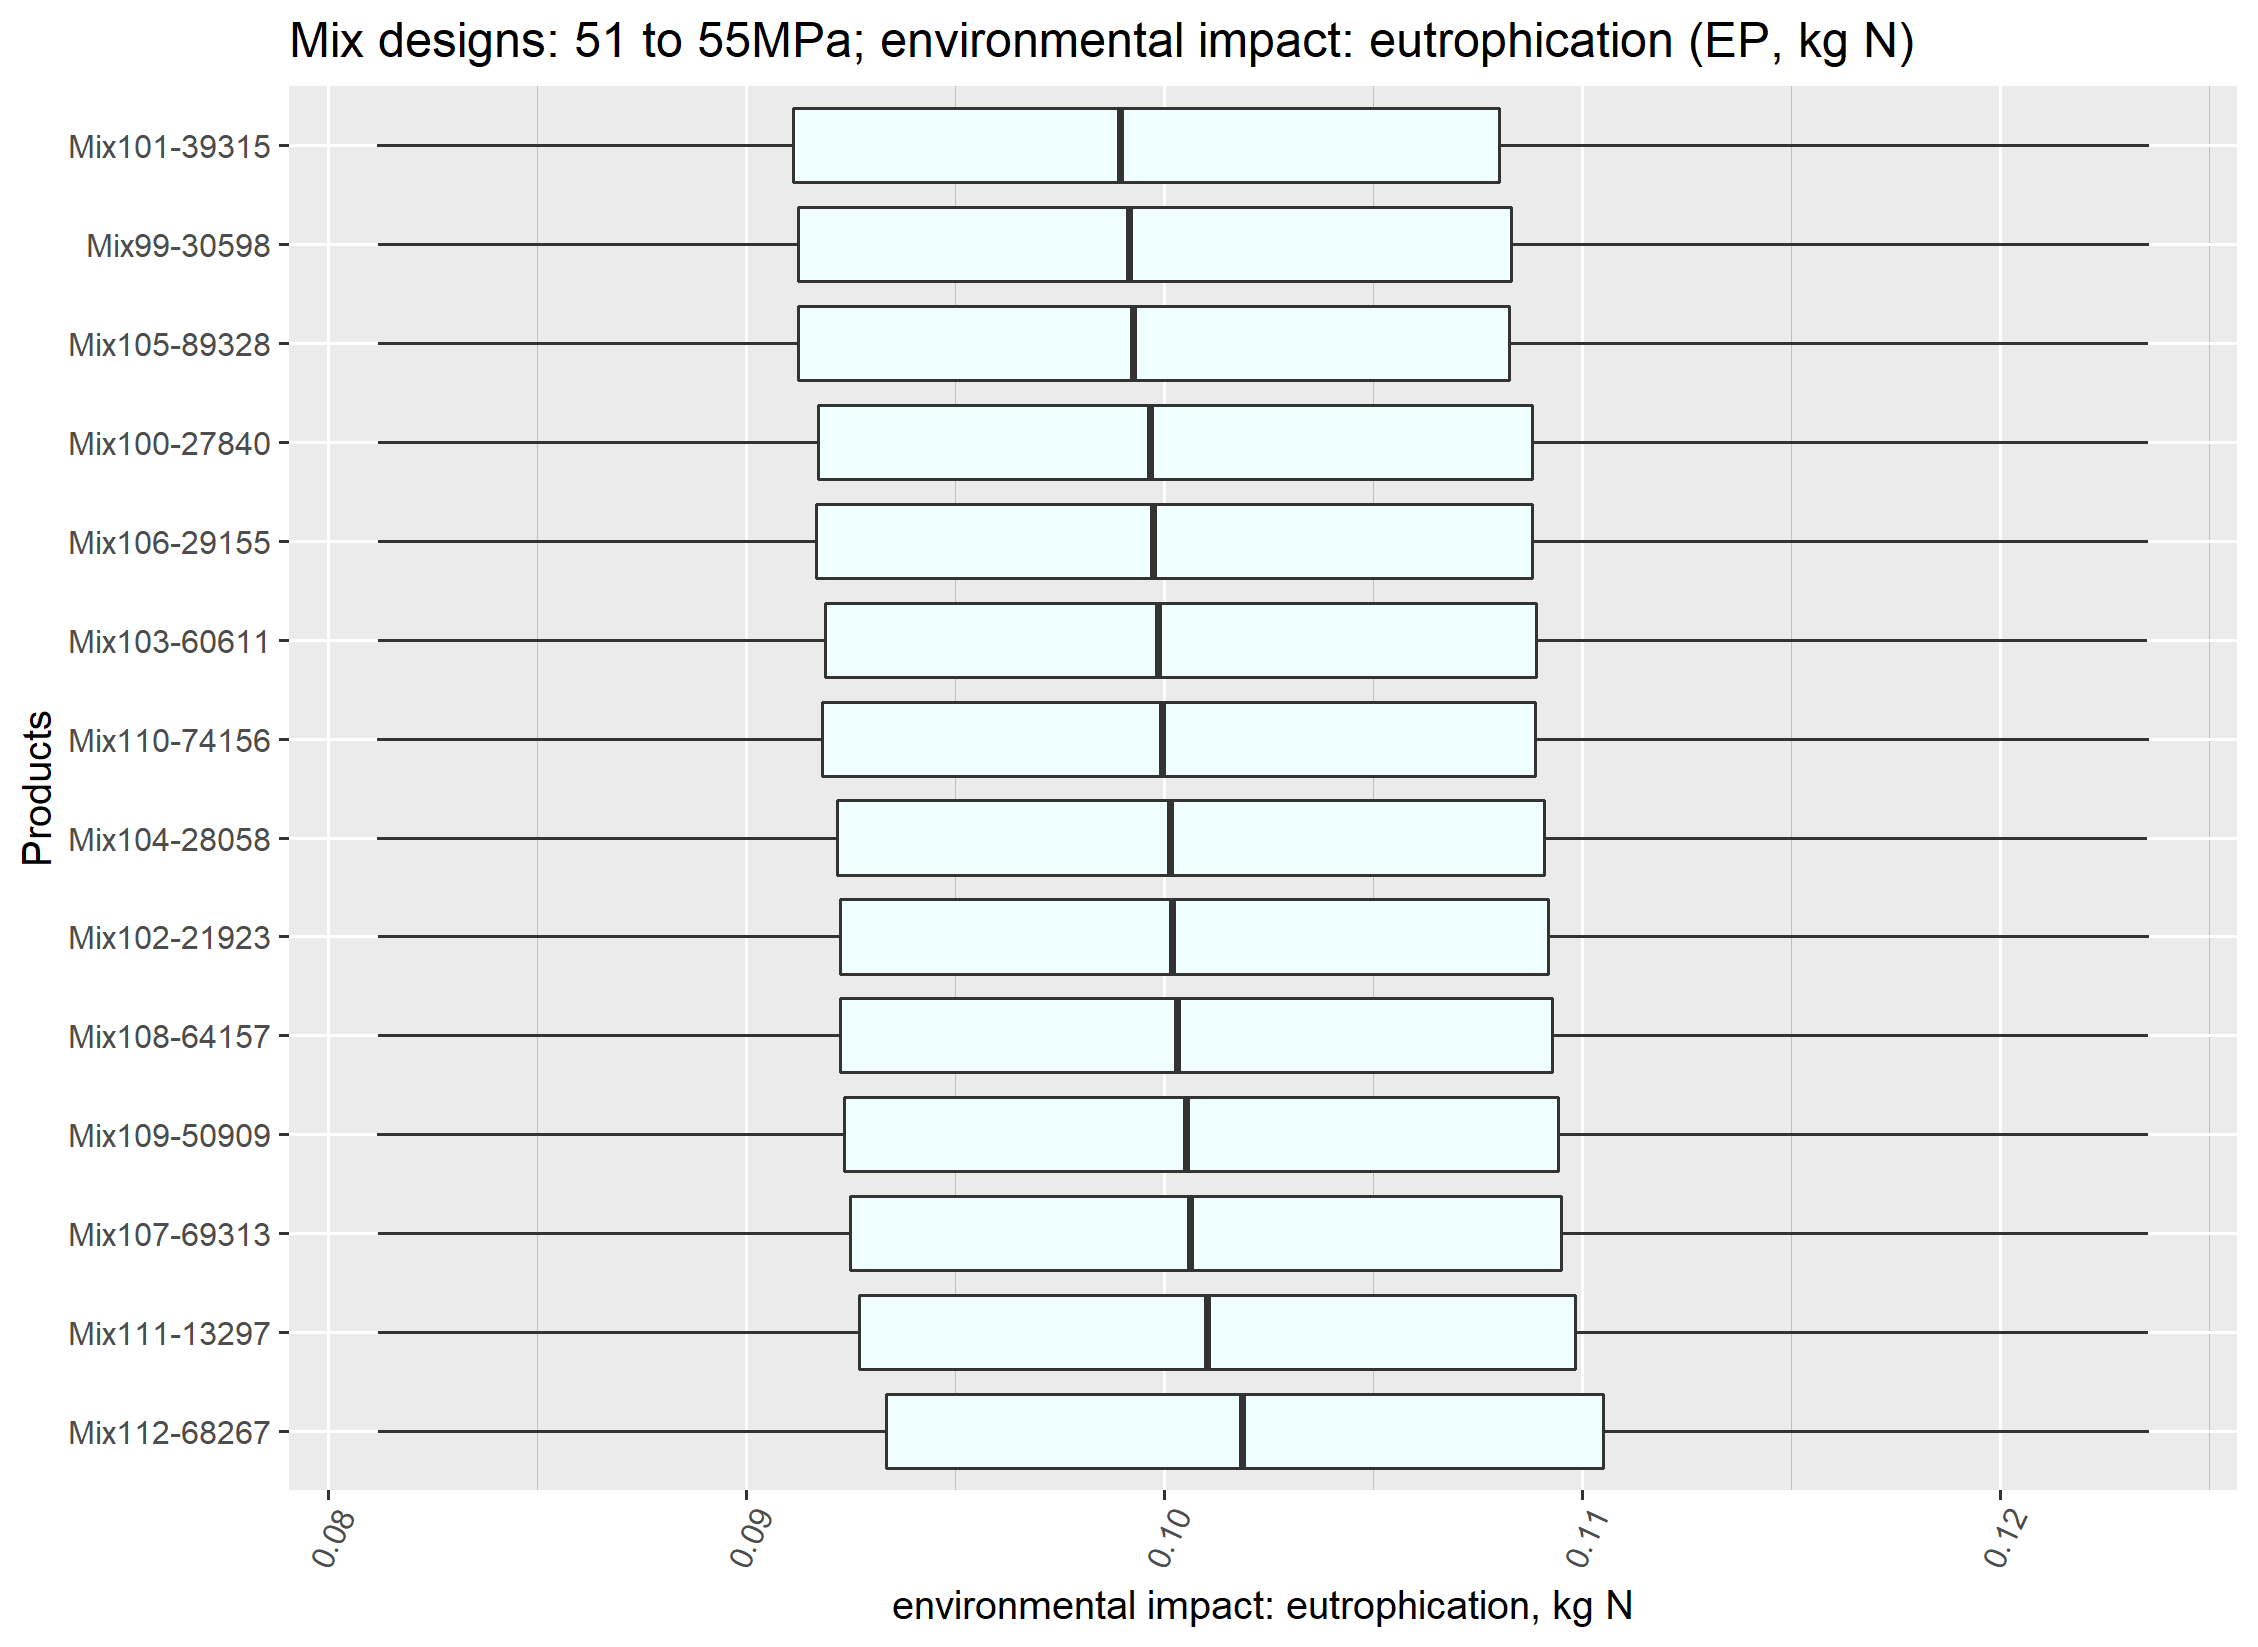 Mix designs: 51 to 55MPa; environmental impact: eutrophication (EP, kg N)
Products
Mix101-39315
Mix99-30598
Mix105-89328
Mix100-27840
Mix106-29155
Mix103-60611
Mix110-74156
Mix104-28058
Mix102-21923
Mix108-64157
Mix109-50909
Mix107-69313
Mix111-13297
Mix112-68267
0.08 0.09 0.10 0.11 0.12
environmental impact: eutrophication, kg N